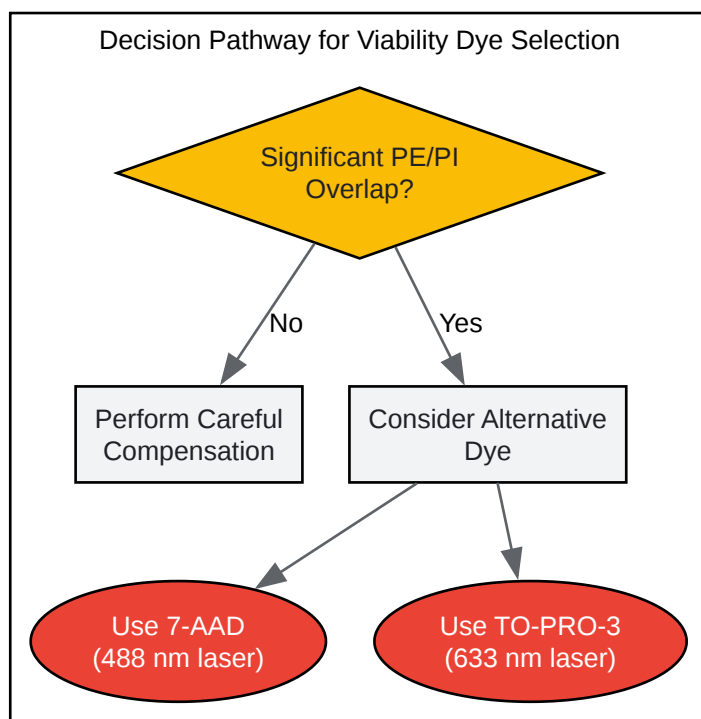 Decision Pathway for Viability Dye Selection
Significant PE/PI
Overlap?
No
Yes
Perform Careful
Compensation
Consider Alternative
Dye
Use 7-AAD
(488 nm laser)
Use TO-PRO-3
(633 nm laser)